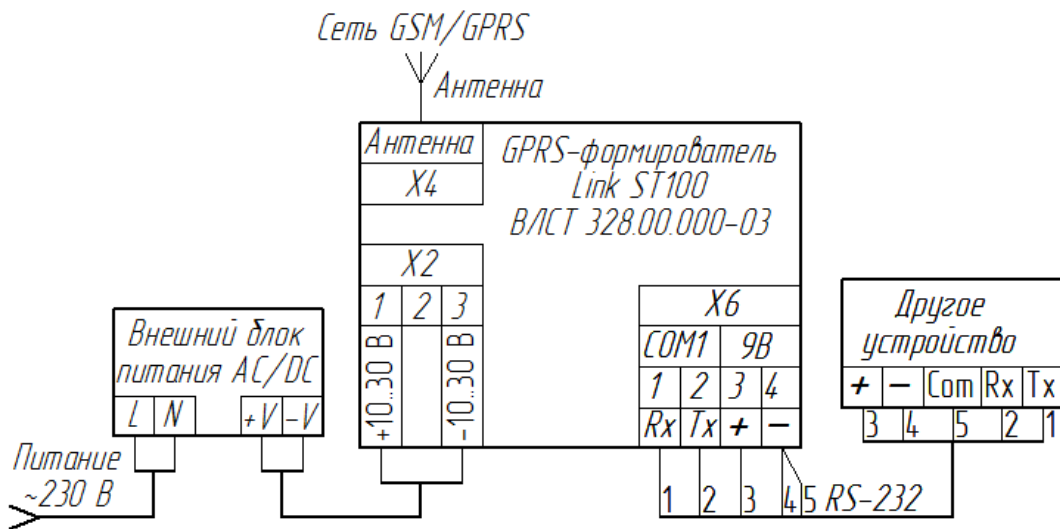 Сеть GSM/GPRS
Антенна
Антенна
X4
GPRS-формирователь
Link ST100
ВЛСТ 328.00.000-03
X2
1 2 3
+10..30 В
-10..30 В
X6
COM1 9В
1 2 3 4
Rx Tx + -
Внешний блок
питания AC/DC
L N +V -V
Питание
~230 В
Другое
устройство
+ - Com Rx Tx
3 4 5 2 1
1 2 3 4 5 RS-232